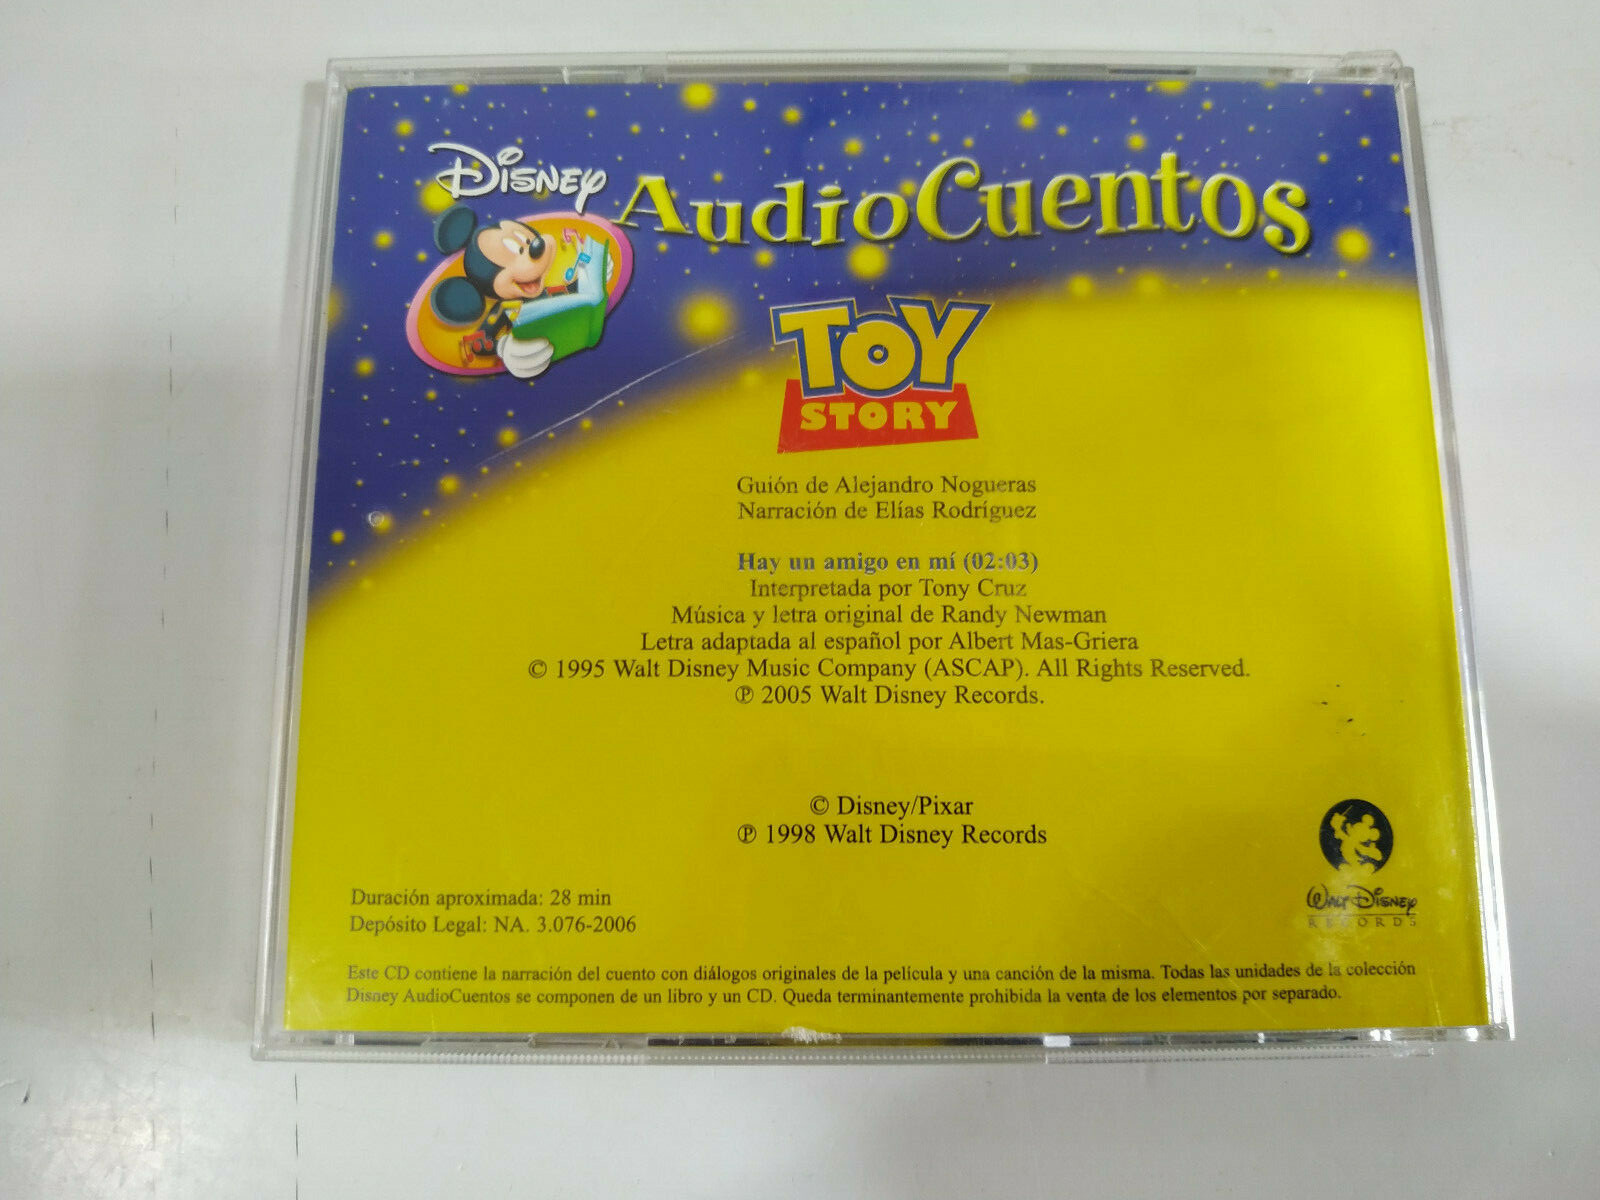 Disney AudioCuentos
TOY
STORY
Guión de Alejandro Nogueras
Narración de Elías Rodríguez
Hay un amigo en mí (02:03)
Interpretada por Tony Cruz
Música y letra original de Randy Newman
Letra adaptada al español por Albert Mas-Griera
© 1995 Walt Disney Music Company (ASCAP). All Rights Reserved.
℗ 2005 Walt Disney Records.
© Disney/Pixar
℗ 1998 Walt Disney Records
Walt Disney
RECORDS
Duración aproximada: 28 min
Depósito Legal: NA. 3.076-2006
Este CD contiene la narración del cuento con diálogos originales de la película y una canción de la misma. Todas las unidades de la colección
Disney AudioCuentos se componen de un libro y un CD. Queda terminantemente prohibida la venta de los elementos por separado.